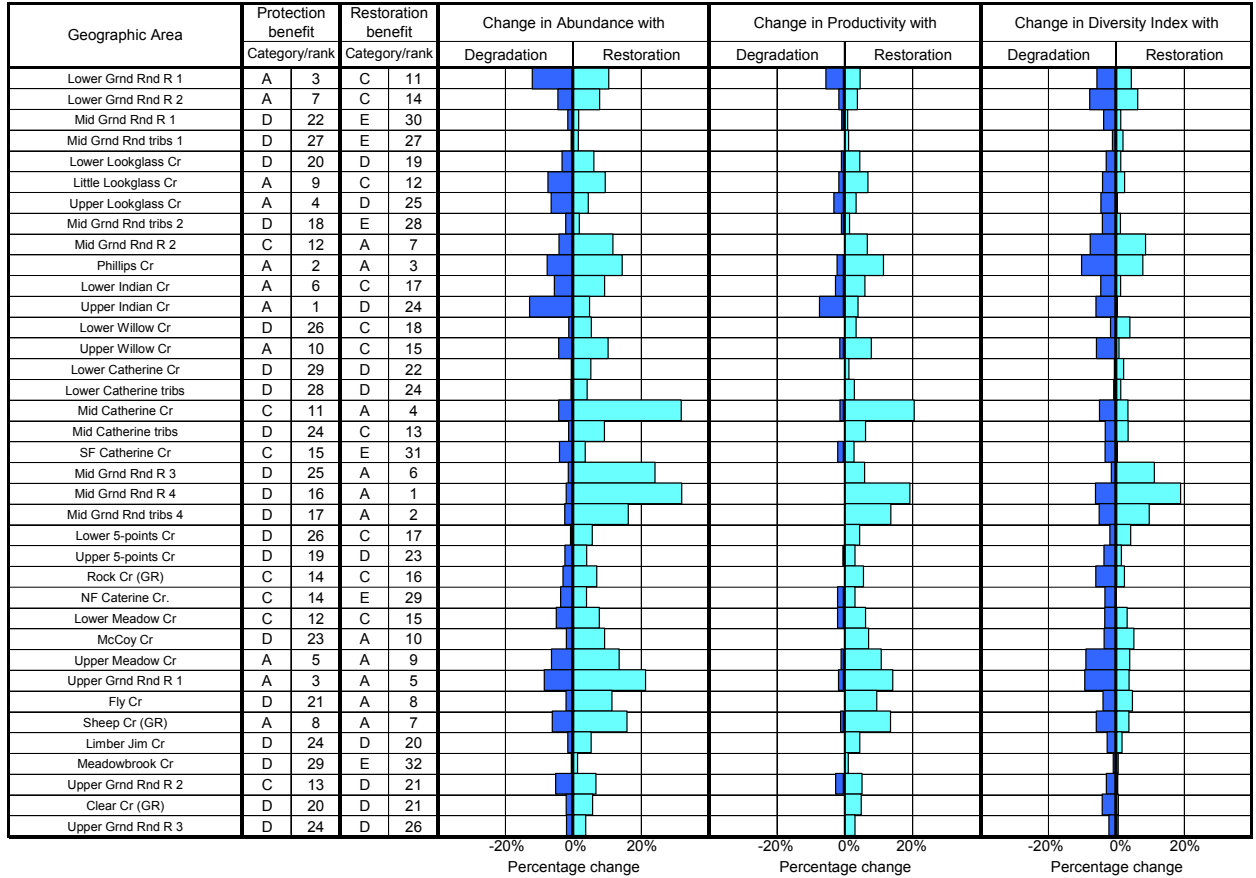 Geographic Area Protection benefit Restoration benefit Change in Abundance with Change in Productivity with Change in Diversity Index with
Category/rank Category/rank Degradation Restoration Degradation Restoration Degradation Restoration
Lower Grnd Rnd R 1 A 3 C 11
Lower Grnd Rnd R 2 A 7 C 14
Mid Grnd Rnd R 1 D 22 E 30
Mid Grnd Rnd tribs 1 D 27 E 27
Lower Lookglass Cr D 20 D 19
Little Lookglass Cr A 9 C 12
Upper Lookglass Cr A 4 D 25
Mid Grnd Rnd tribs 2 D 18 E 28
Mid Grnd Rnd R 2 C 12 A 7
Phillips Cr A 2 A 3
Lower Indian Cr A 6 C 17
Upper Indian Cr A 1 D 24
Lower Willow Cr D 26 C 18
Upper Willow Cr A 10 C 15
Lower Catherine Cr D 29 D 22
Lower Catherine tribs D 28 D 24
Mid Catherine Cr C 11 A 4
Mid Catherine tribs D 24 C 13
SF Catherine Cr C 15 E 31
Mid Grnd Rnd R 3 D 25 A 6
Mid Grnd Rnd R 4 D 16 A 1
Mid Grnd Rnd tribs 4 D 17 A 2
Lower 5-points Cr D 26 C 17
Upper 5-points Cr D 19 D 23
Rock Cr (GR) C 14 C 16
NF Caterine Cr. C 14 E 29
Lower Meadow Cr C 12 C 15
McCoy Cr D 23 A 10
Upper Meadow Cr A 5 A 9
Upper Grnd Rnd R 1 A 3 A 5
Fly Cr D 21 A 8
Sheep Cr (GR) A 8 A 7
Limber Jim Cr D 24 D 20
Meadowbrook Cr D 29 E 32
Upper Grnd Rnd R 2 C 13 D 21
Clear Cr (GR) D 20 D 21
Upper Grnd Rnd R 3 D 24 D 26
-20% 0% 20% -20% 0% 20% -20% 0% 20%
Percentage change Percentage change Percentage change